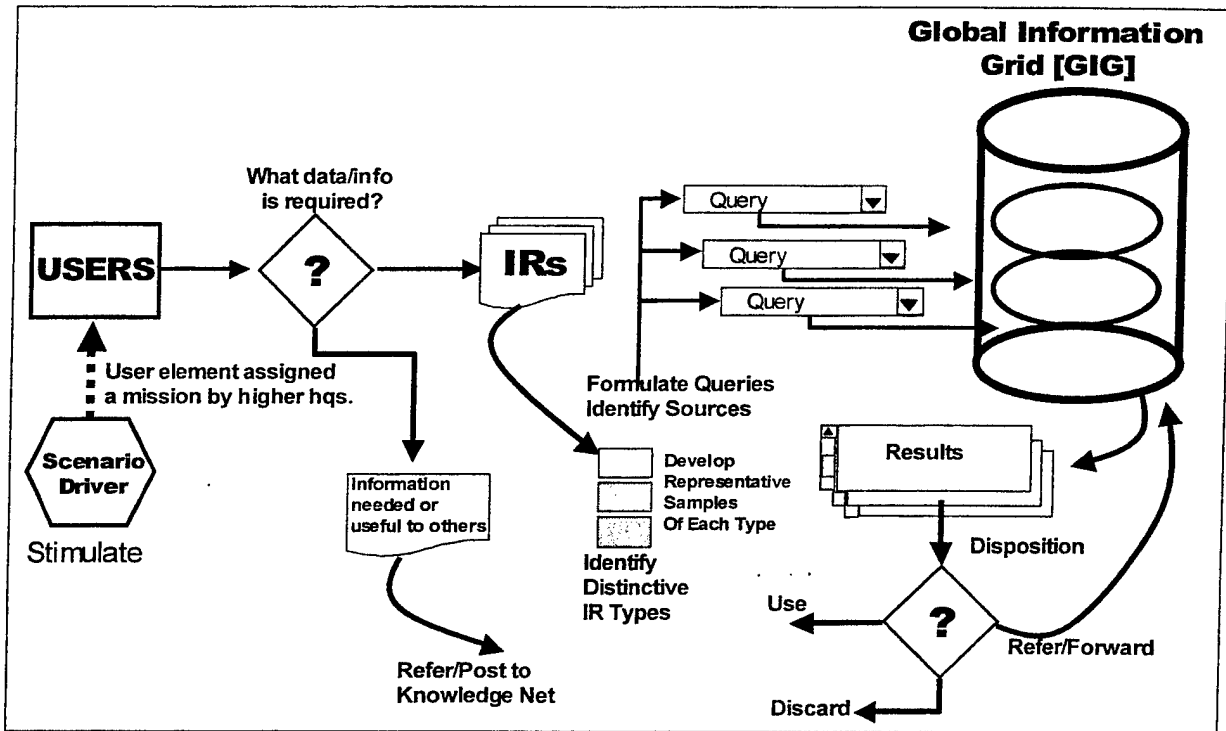 Global Information
Grid [GIG]
What data/info
is required?
USERS
?
IRs
Query
Query
Query
User element assigned
a mission by higher hqs.
Scenario
Driver
Stimulate
Information
needed or
useful to others
Refer/Post to
Knowledge Net
Formulate Queries
Identify Sources
Develop
Representative
Samples
Of Each Type
Identify
Distinctive
IR Types
Results
Disposition
?
Use
Refer/Forward
Discard